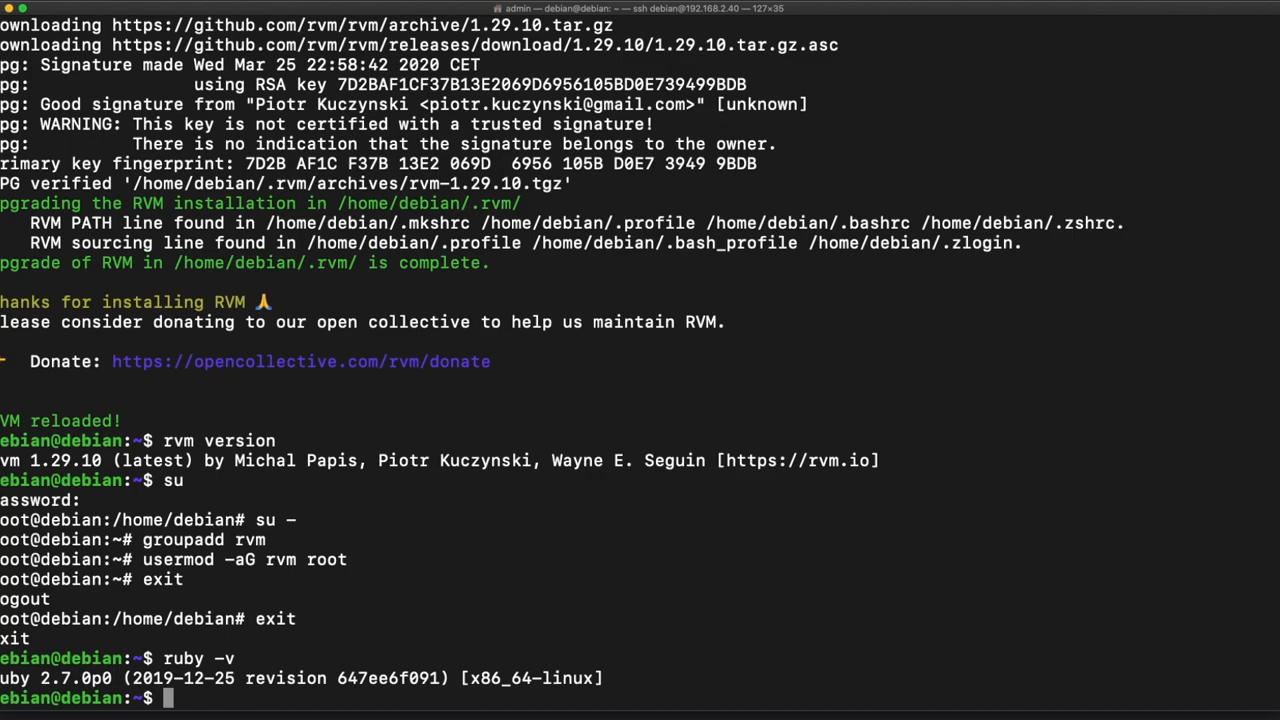 admin — debian@debian: ~ — ssh debian@192.168.2.40 — 127×35
ownloading https://github.com/rvm/rvm/archive/1.29.10.tar.gz
ownloading https://github.com/rvm/rvm/releases/download/1.29.10/1.29.10.tar.gz.asc
pg: Signature made Wed Mar 25 22:58:42 2020 CET
pg:                using RSA key 7D2BAF1CF37B13E2069D6956105BD0E739499BDB
pg: Good signature from "Piotr Kuczynski <piotr.kuczynski@gmail.com>" [unknown]
pg: WARNING: This key is not certified with a trusted signature!
pg:          There is no indication that the signature belongs to the owner.
rimary key fingerprint: 7D2B AF1C F37B 13E2 069D  6956 105B D0E7 3949 9BDB
PG verified '/home/debian/.rvm/archives/rvm-1.29.10.tgz'
pgrading the RVM installation in /home/debian/.rvm/
   RVM PATH line found in /home/debian/.mkshrc /home/debian/.profile /home/debian/.bashrc /home/debian/.zshrc.
   RVM sourcing line found in /home/debian/.profile /home/debian/.bash_profile /home/debian/.zlogin.
pgrade of RVM in /home/debian/.rvm/ is complete.
hanks for installing RVM 🙏
lease consider donating to our open collective to help us maintain RVM.
   Donate: https://opencollective.com/rvm/donate
VM reloaded!
ebian@debian:~$ rvm version
vm 1.29.10 (latest) by Michal Papis, Piotr Kuczynski, Wayne E. Seguin [https://rvm.io]
ebian@debian:~$ su
assword:
oot@debian:/home/debian# su -
oot@debian:~# groupadd rvm
oot@debian:~# usermod -aG rvm root
oot@debian:~# exit
ogout
oot@debian:/home/debian# exit
xit
ebian@debian:~$ ruby -v
uby 2.7.0p0 (2019-12-25 revision 647ee6f091) [x86_64-linux]
ebian@debian:~$